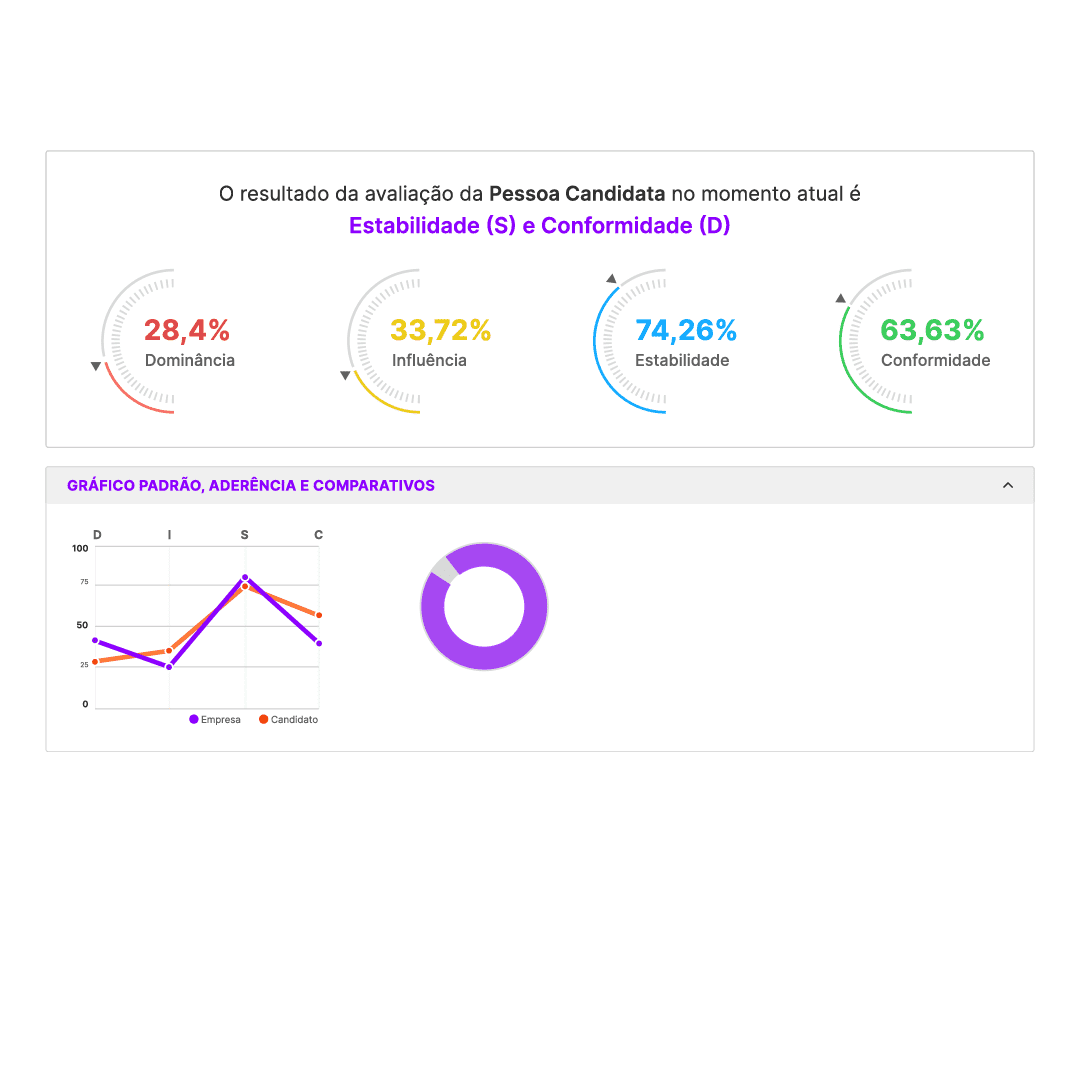 O resultado da avaliação da Pessoa Candidata no momento atual é
Estabilidade (S) e Conformidade (D)
28,4%
Dominância
33,72%
Influência
74,26%
Estabilidade
63,63%
Conformidade
GRÁFICO PADRÃO, ADERÊNCIA E COMPARATIVOS
D I S C
100
75
50
25
0
Empresa Candidato